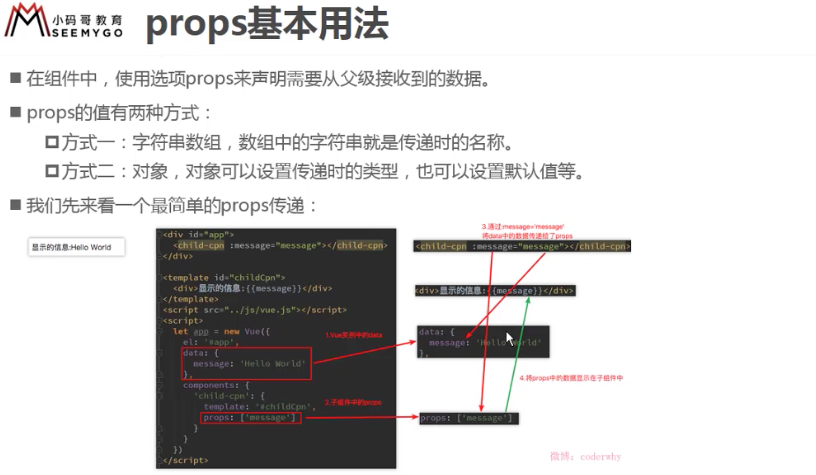 小码哥教育
SEEMYGO
props基本用法
在组件中，使用选项props来声明需要从父级接收到的数据。
props的值有两种方式：
方式一：字符串数组，数组中的字符串就是传递时的名称。
方式二：对象，对象可以设置传递时的类型，也可以设置默认值等。
我们先来看一个最简单的props传递：
显示的信息:Hello World
<div id="app">
<child-cpn :message="message"></child-cpn>
</div>
<template id="childCpn">
<div>显示的信息:{{message}}</div>
</template>
<script src="../js/vue.js"></script>
<script>
let app = new Vue({
el: '#app',
data: {
message: 'Hello World'
},
components: {
'child-cpn': {
template: '#childCpn',
props: ['message']
}
}
})
</script>
1.Vue实例中的data
2.子组件中的props
3.通过:message='message'
将data中的数据传递给了props
<child-cpn :message="message"></child-cpn>
<div>显示的信息:{{message}}</div>
data: {
message: 'Hello World'
},
4.将props中的数据显示在子组件中
props: ['message']
微博：coderwhy